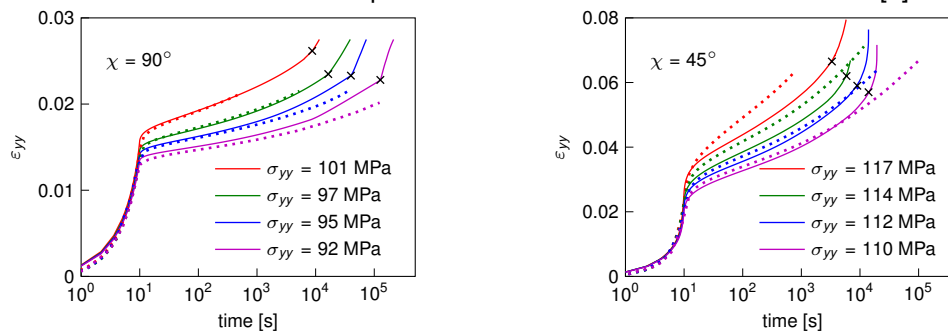 0.03
0.02
0.01
0
ε_yy
χ = 90°
σ_yy = 101 MPa
σ_yy = 97 MPa
σ_yy = 95 MPa
σ_yy = 92 MPa
10^0 10^1 10^2 10^3 10^4 10^5
time [s]
0.08
0.06
0.04
0.02
0
ε_yy
χ = 45°
σ_yy = 117 MPa
σ_yy = 114 MPa
σ_yy = 112 MPa
σ_yy = 110 MPa
10^0 10^1 10^2 10^3 10^4 10^5
time [s]